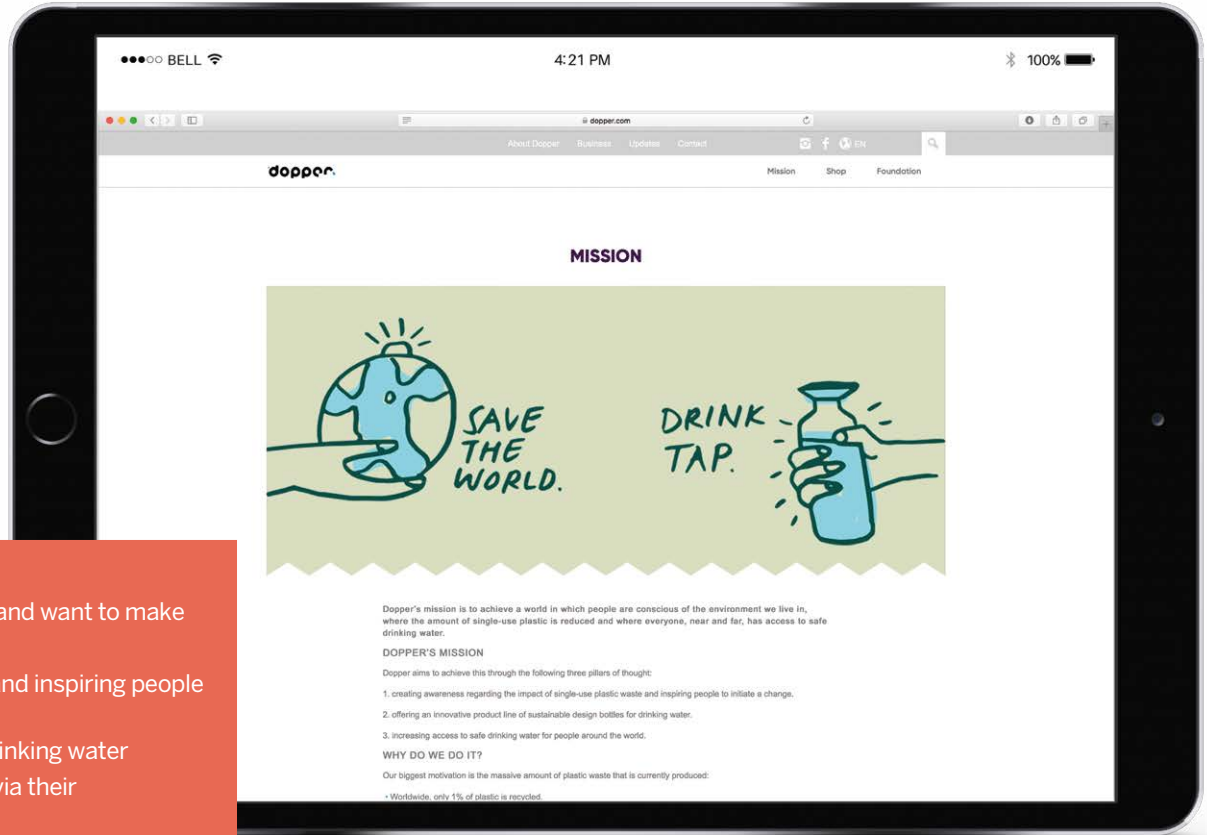 BELL
4:21 PM
100%
dopper.com
About Dopper Business Updates Contact
EN
dopper.
Mission Shop Foundation
MISSION
SAVE
THE
WORLD.
DRINK
TAP.
Dopper's mission is to achieve a world in which people are conscious of the environment we live in,
where the amount of single-use plastic is reduced and where everyone, near and far, has access to safe
drinking water.
DOPPER'S MISSION
Dopper aims to achieve this through the following three pillars of thought:
1. creating awareness regarding the impact of single-use plastic waste and inspiring people to initiate a change.
2. offering an innovative product line of sustainable design bottles for drinking water.
3. increasing access to safe drinking water for people around the world.
WHY DO WE DO IT?
Our biggest motivation is the massive amount of plastic waste that is currently produced:
• Worldwide, only 1% of plastic is recycled.
and want to make
nd inspiring people
inking water
via their